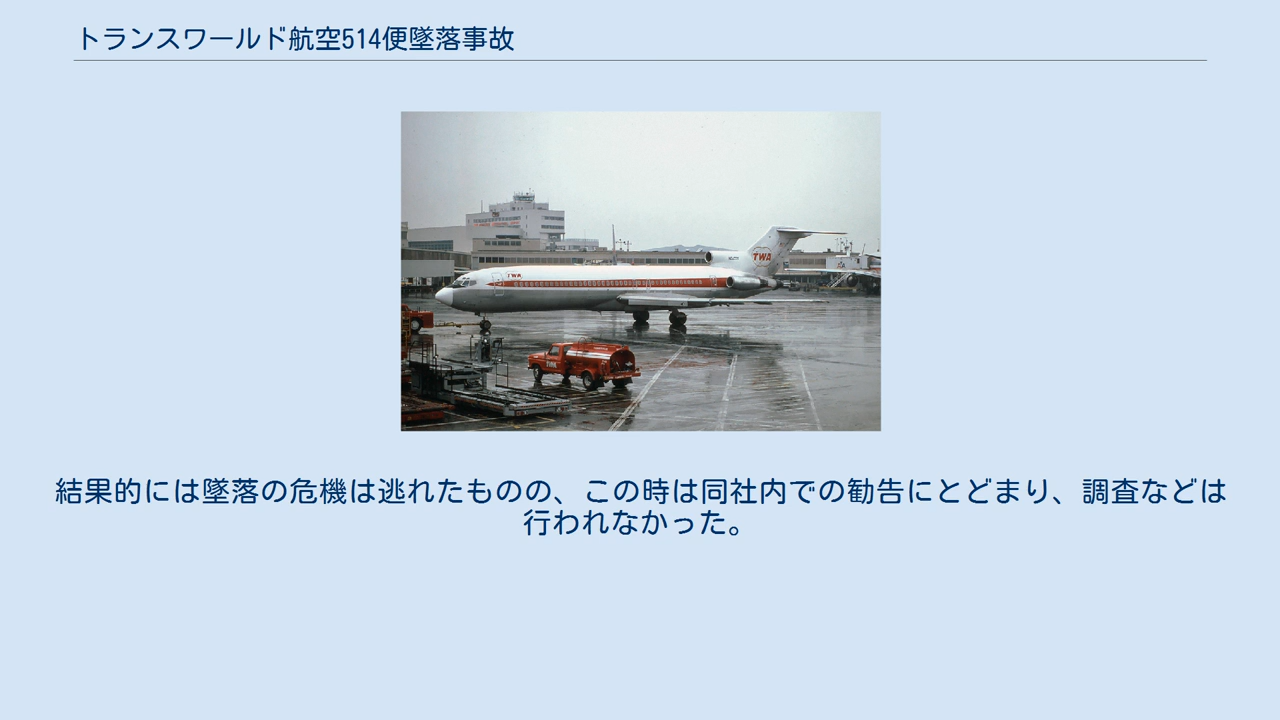 トランスワールド航空514便墜落事故
TWA
TWA
結果的には墜落の危機は逃れたものの、この時は同社内での勧告にとどまり、調査などは
行われなかった。